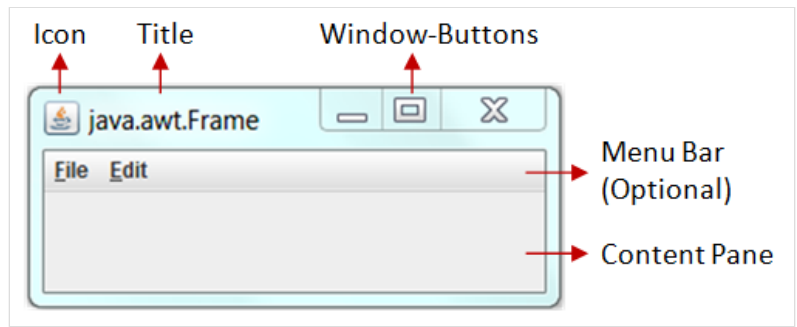 Icon Title Window-Buttons
java.awt.Frame
File Edit
Menu Bar
(Optional)
Content Pane